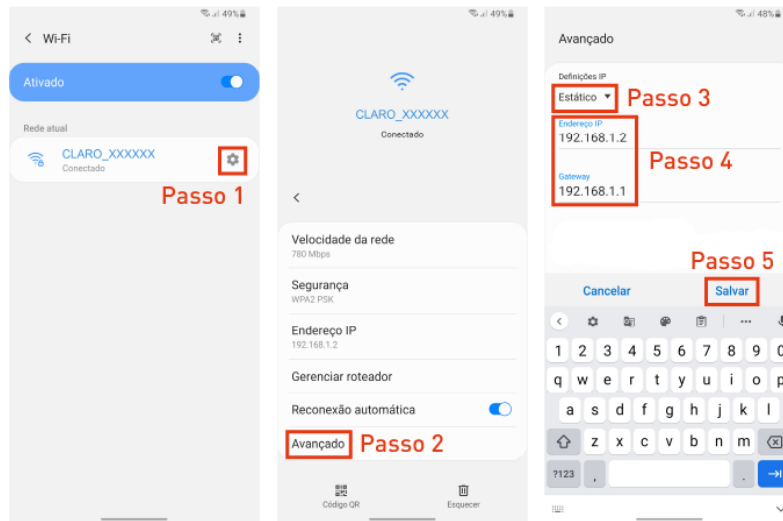 49%
Wi-Fi
Ativado
Rede atual
CLARO_XXXXXX
Conectado
Passo 1
49%
CLARO_XXXXXX
Conectado
Velocidade da rede
780 Mbps
Segurança
WPA2 PSK
Endereço IP
192.168.1.2
Gerenciar roteador
Reconexão automática
Avançado Passo 2
Código QR Esquecer
48%
Avançado
Definições IP
Estático Passo 3
Endereço IP
192.168.1.2
Passo 4
Gateway
192.168.1.1
Passo 5
Cancelar Salvar
1 2 3 4 5 6 7 8 9 0
q w e r t y u i o p
a s d f g h j k l
z x c v b n m
?123 , .